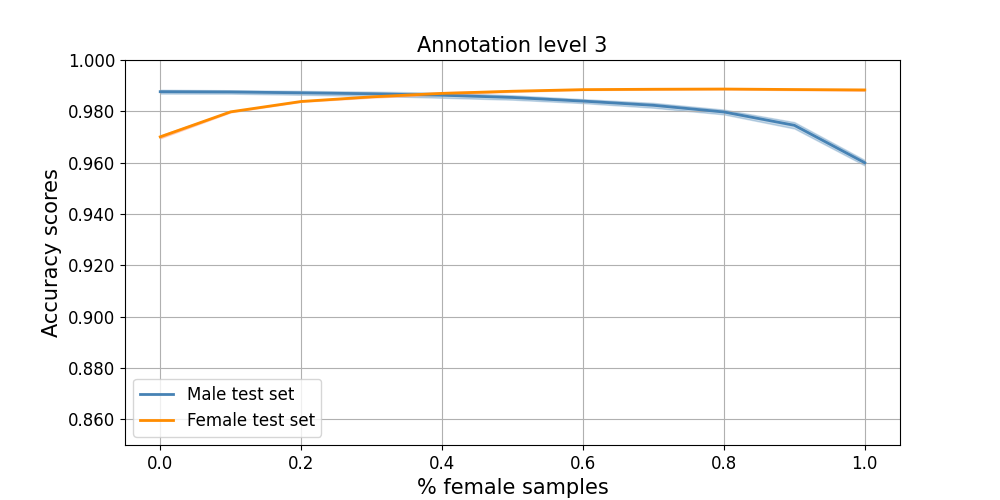 Annotation level 3
Accuracy scores
1.000
0.980
0.960
0.940
0.920
0.900
0.880
0.860
Male test set
Female test set
0.0 0.2 0.4 0.6 0.8 1.0
% female samples